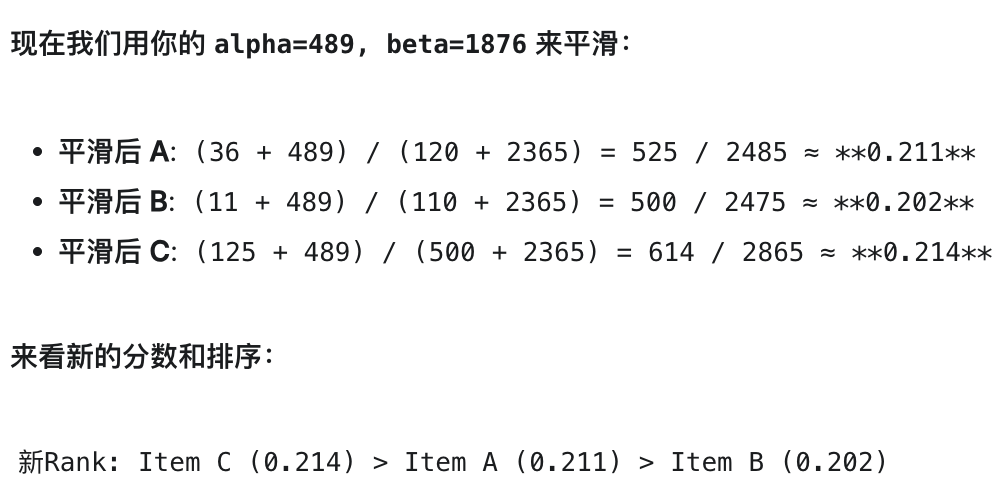 现在我们用你的 alpha=489, beta=1876 来平滑：
• 平滑后 A: (36 + 489) / (120 + 2365) = 525 / 2485 ≈ **0.211**
• 平滑后 B: (11 + 489) / (110 + 2365) = 500 / 2475 ≈ **0.202**
• 平滑后 C: (125 + 489) / (500 + 2365) = 614 / 2865 ≈ **0.214**
来看新的分数和排序：
新Rank: Item C (0.214) > Item A (0.211) > Item B (0.202)